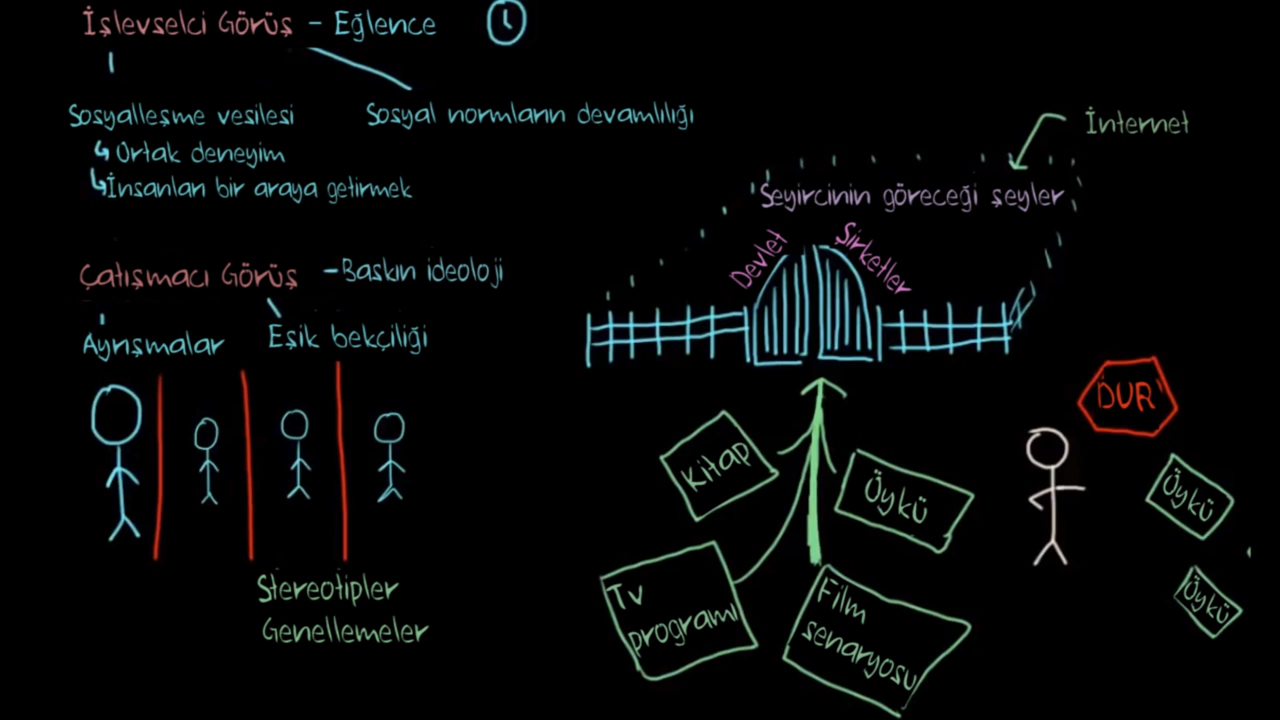 İşlevselci Görüş - Eğlence
Sosyalleşme vesilesi
Sosyal normların devamlılığı
Ortak deneyim
İnsanları bir araya getirmek
Çatışmacı Görüş - Baskın ideoloji
Ayrışmalar
Eşik bekçiliği
Stereotipler
Genellemeler
İnternet
Seyircinin göreceği şeyler
Devlet
Şirketler
DUR
Kitap
Öykü
Öykü
Öykü
Tv
programı
Film
senaryosu